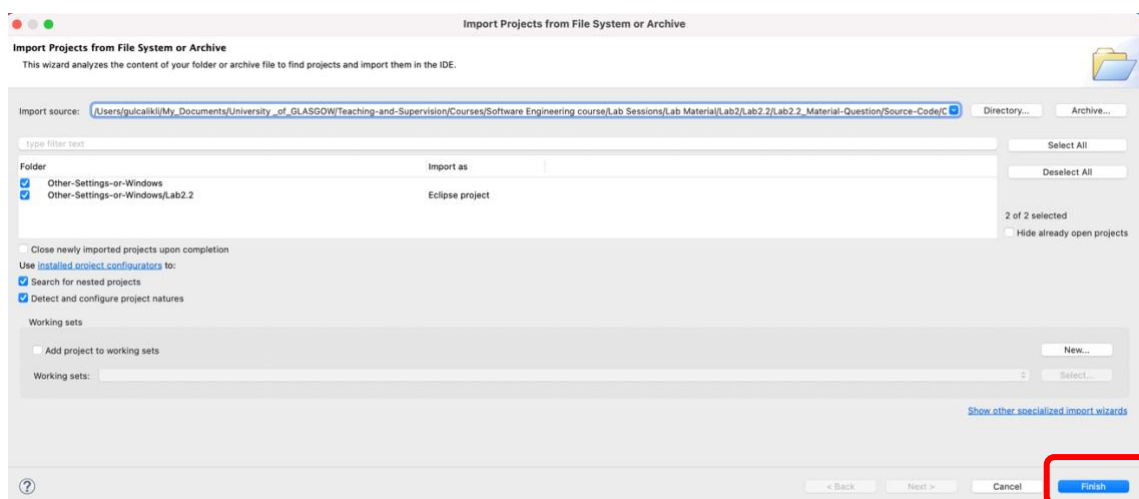 Import Projects from File System or Archive
Import Projects from File System or Archive
This wizard analyzes the content of your folder or archive file to find projects and import them in the IDE.
Import source: /Users/gulcalikli/My_Documents/University _of_GLASGOW/Teaching-and-Supervision/Courses/Software Engineering course/Lab Sessions/Lab Material/Lab2/Lab2.2/Lab2.2_Material-Question/Source-Code/C Directory... Archive...
type filter text Select All
Folder Import as
Deselect All
Other-Settings-or-Windows
Other-Settings-or-Windows/Lab2.2 Eclipse project
2 of 2 selected
Hide already open projects
Close newly imported projects upon completion
Use installed project configurators to:
Search for nested projects
Detect and configure project natures
Working sets
Add project to working sets New...
Working sets: Select...
Show other specialized import wizards
? < Back Next > Cancel Finish